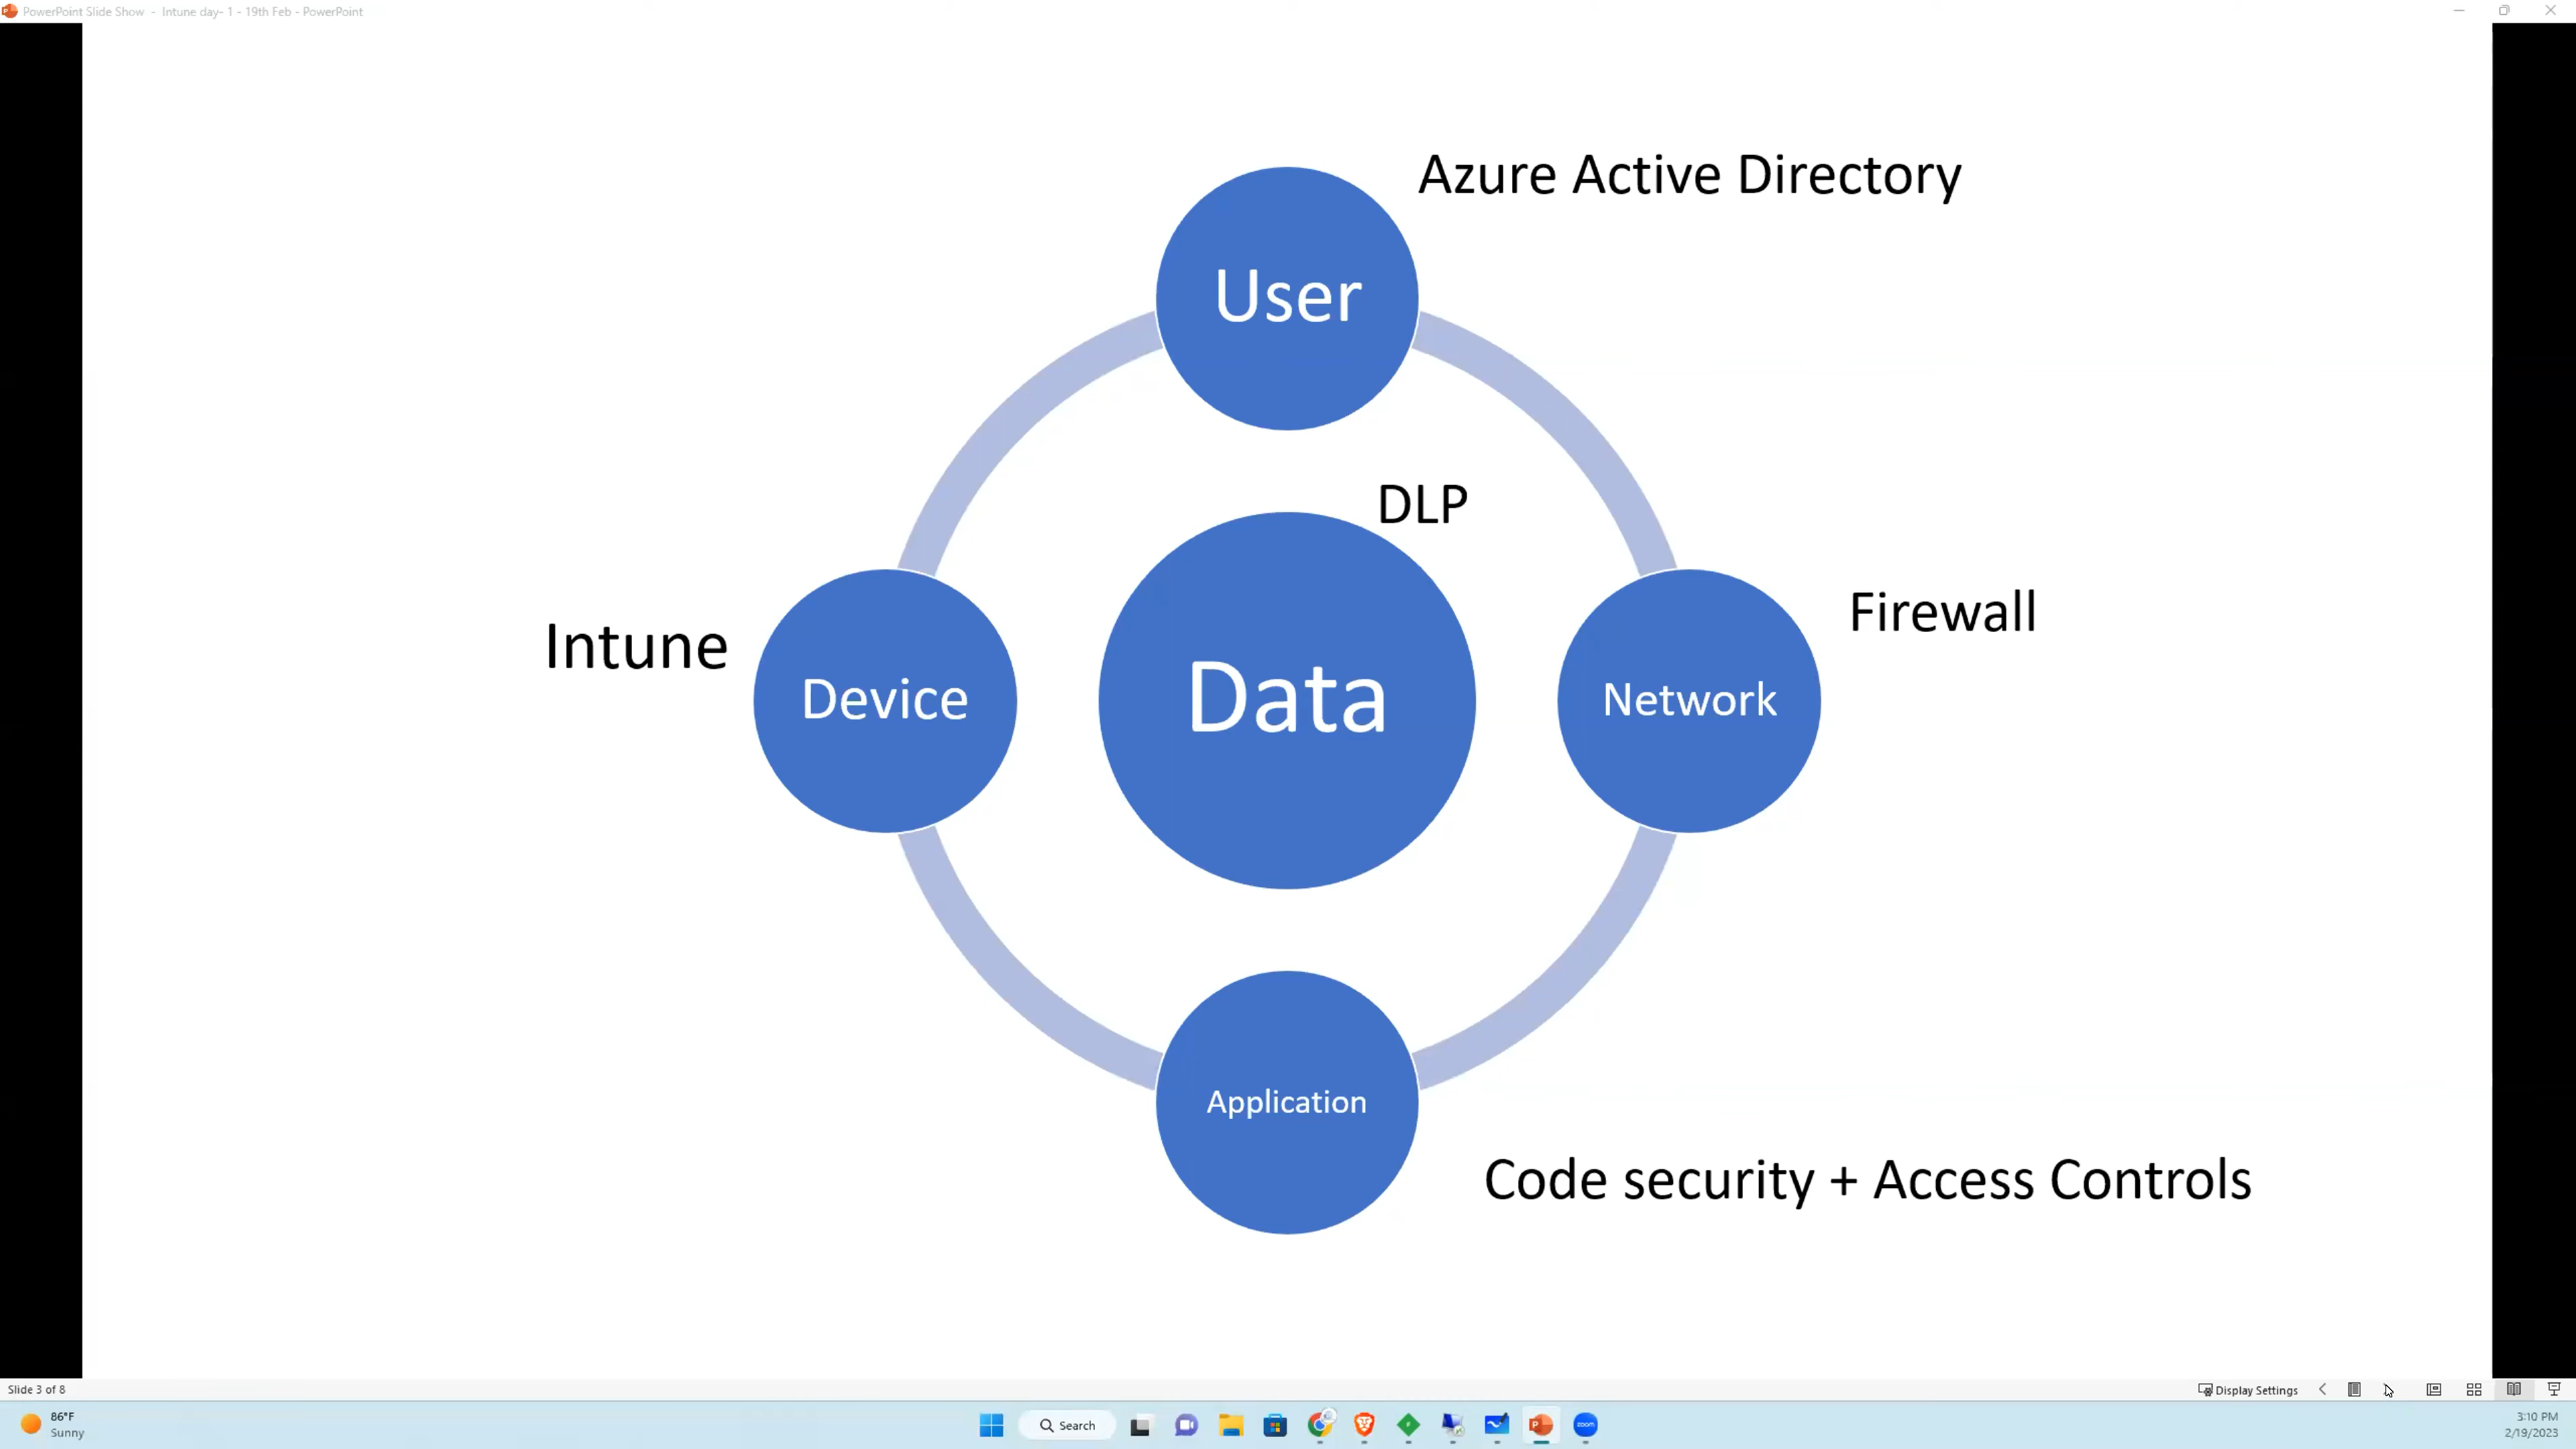 PowerPoint Slide Show - Intune day- 1 - 19th Feb - PowerPoint
Azure Active Directory
User
DLP
Firewall
Intune
Device
Data
Network
Application
Code security + Access Controls
Slide 3 of 8
Display Settings
86°F
Sunny
Search
zoom
3:10 PM
2/19/2023